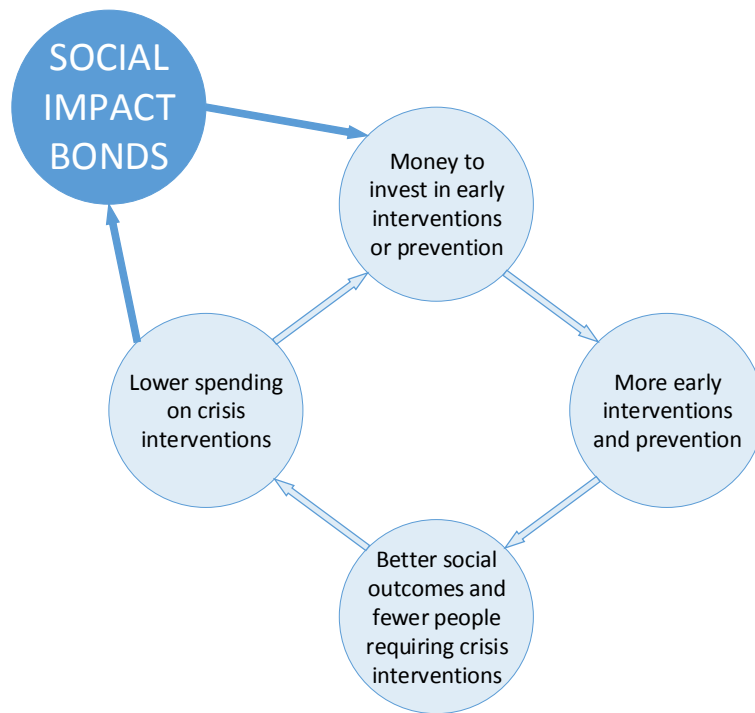 SOCIAL
IMPACT
BONDS
Money to
invest in early
interventions
or prevention
Lower spending
on crisis
interventions
More early
interventions
and prevention
Better social
outcomes and
fewer people
requiring crisis
interventions